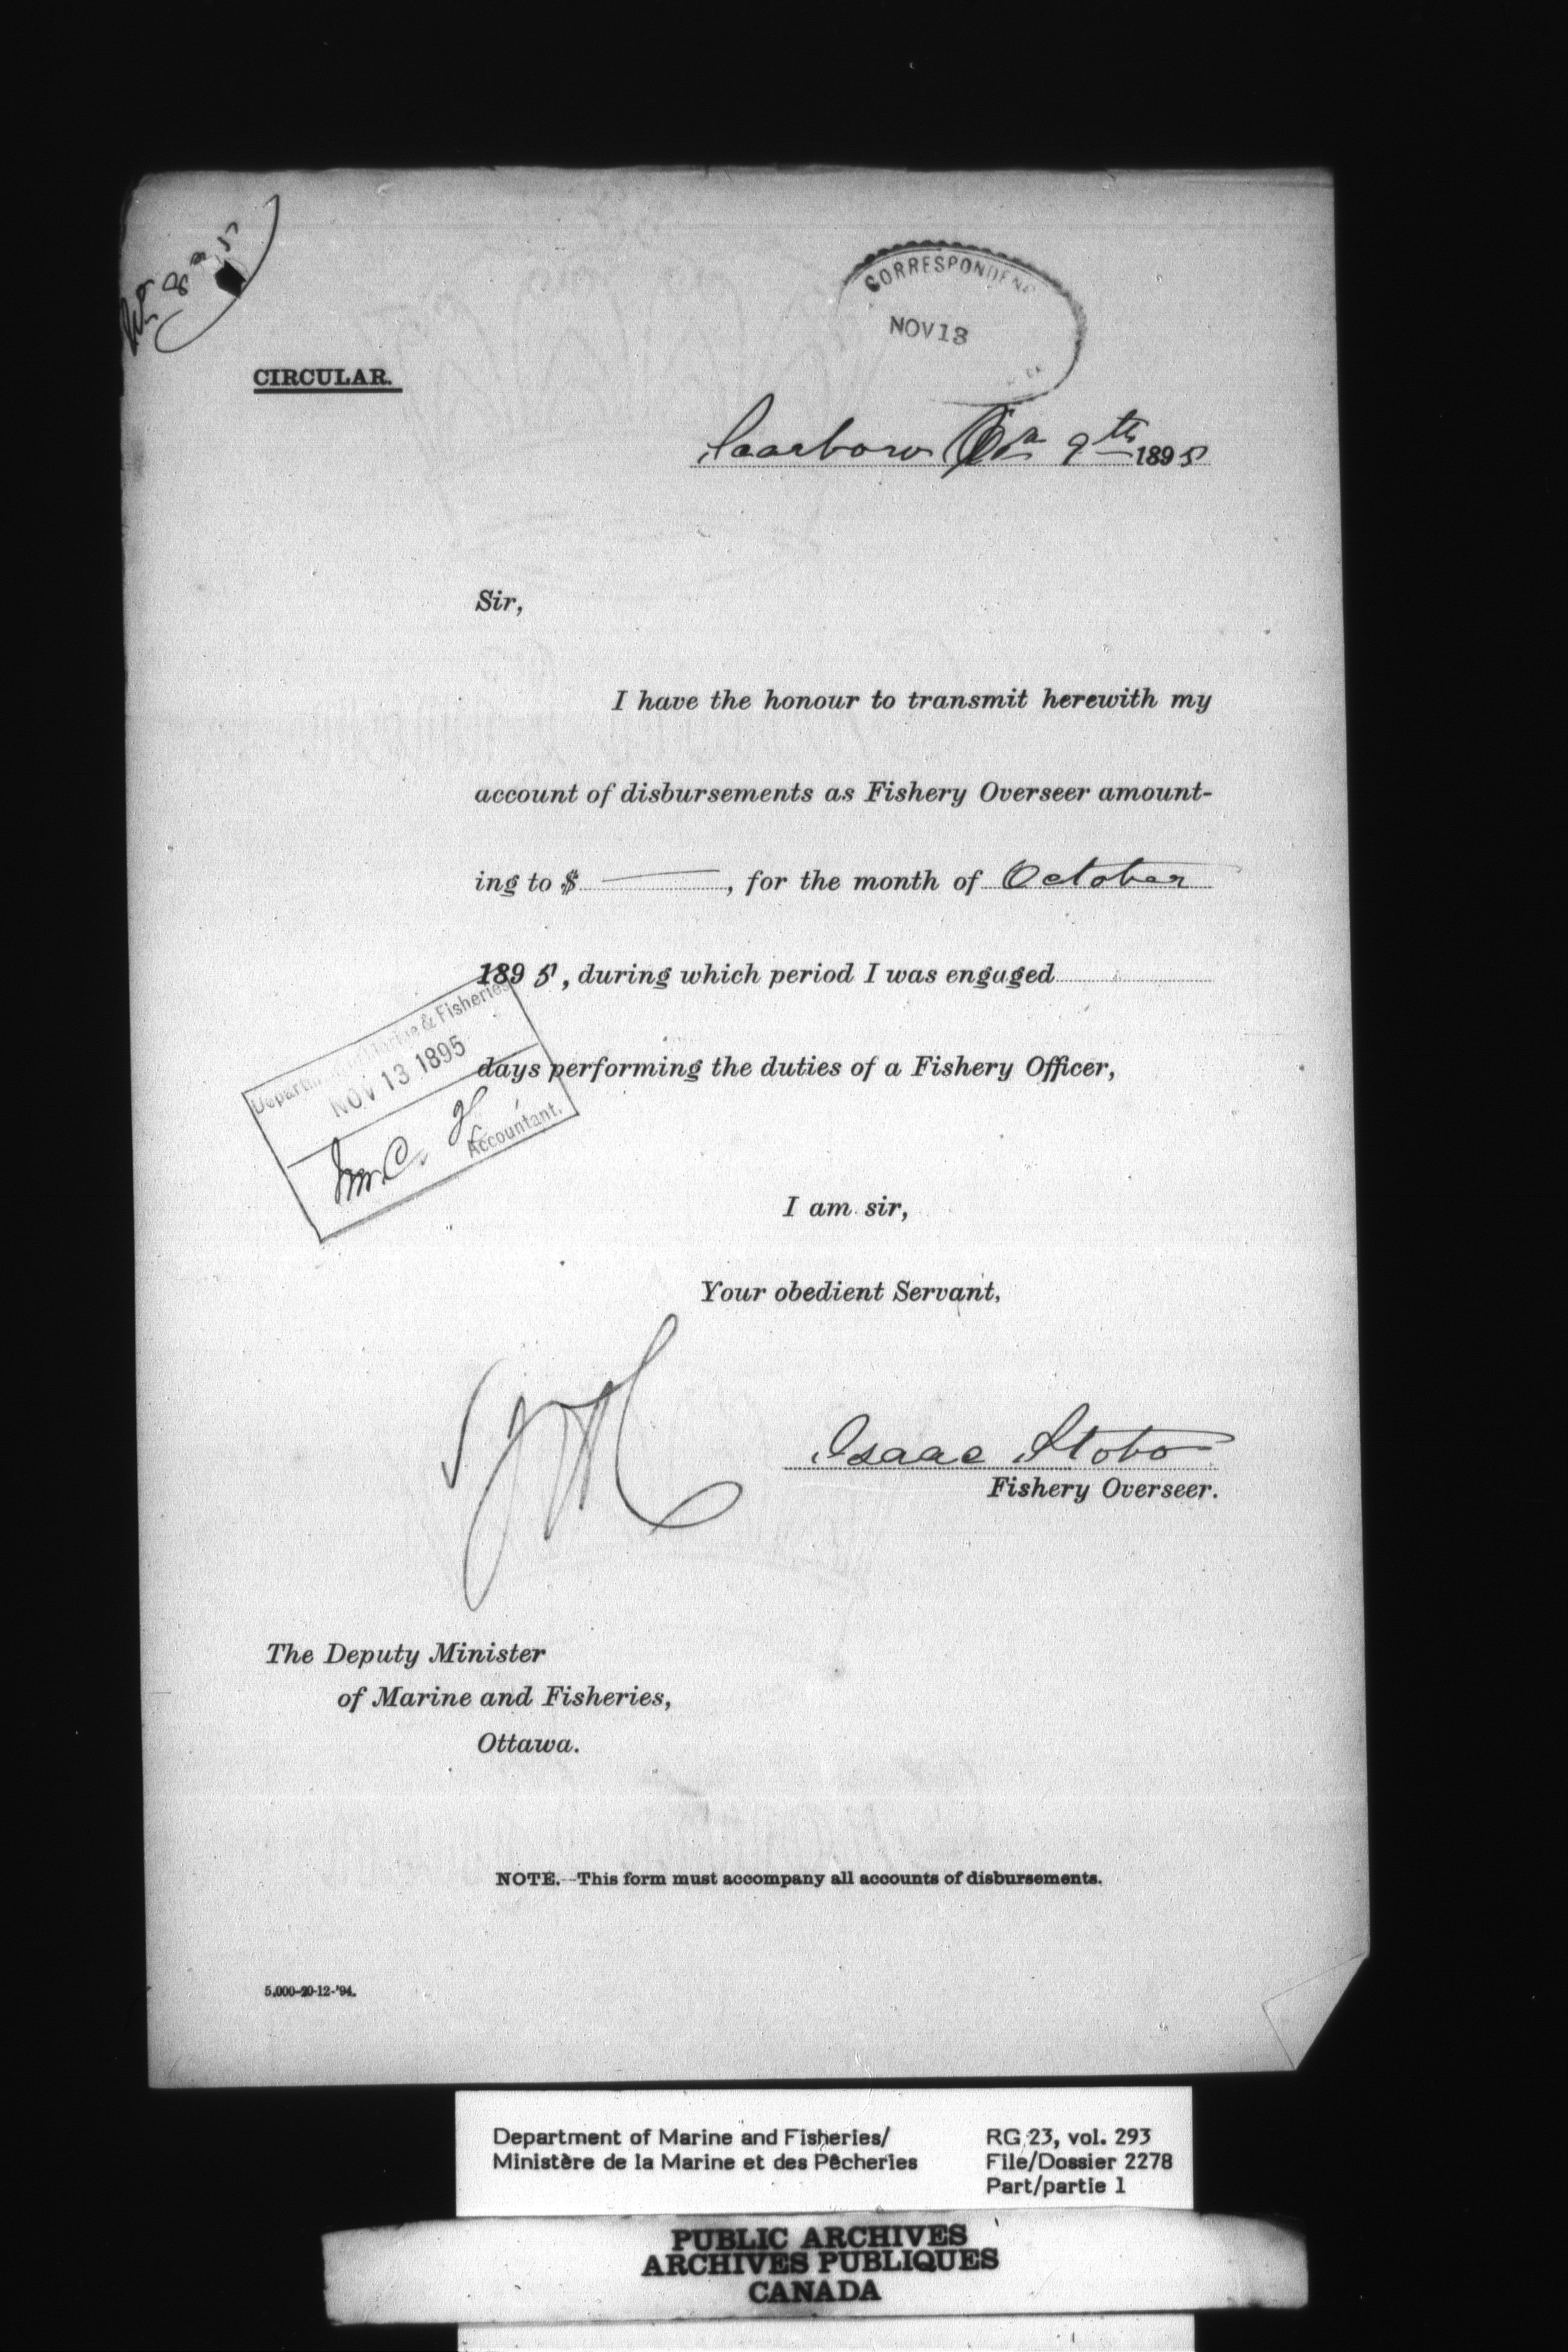 CORRESPONDENC
NOV 13
CIRCULAR.
Scarboro 9th 1895
Sir,
I have the honour to transmit herewith my
account of disbursements as Fishery Overseer amount-
ing to $ ———, for the month of October
1895, during which period I was engaged
days performing the duties of a Fishery Officer,
Department of Marine & Fisheries
NOV 13 1895
Accountant.
I am sir,
Your obedient Servant,
Isaac Stobo
Fishery Overseer.
The Deputy Minister
of Marine and Fisheries,
Ottawa.
NOTE.—This form must accompany all accounts of disbursements.
5,000-20-12-'94.
Department of Marine and Fisheries/
Ministère de la Marine et des Pêcheries
RG 23, vol. 293
File/Dossier 2278
Part/partie 1
PUBLIC ARCHIVES
ARCHIVES PUBLIQUES
CANADA